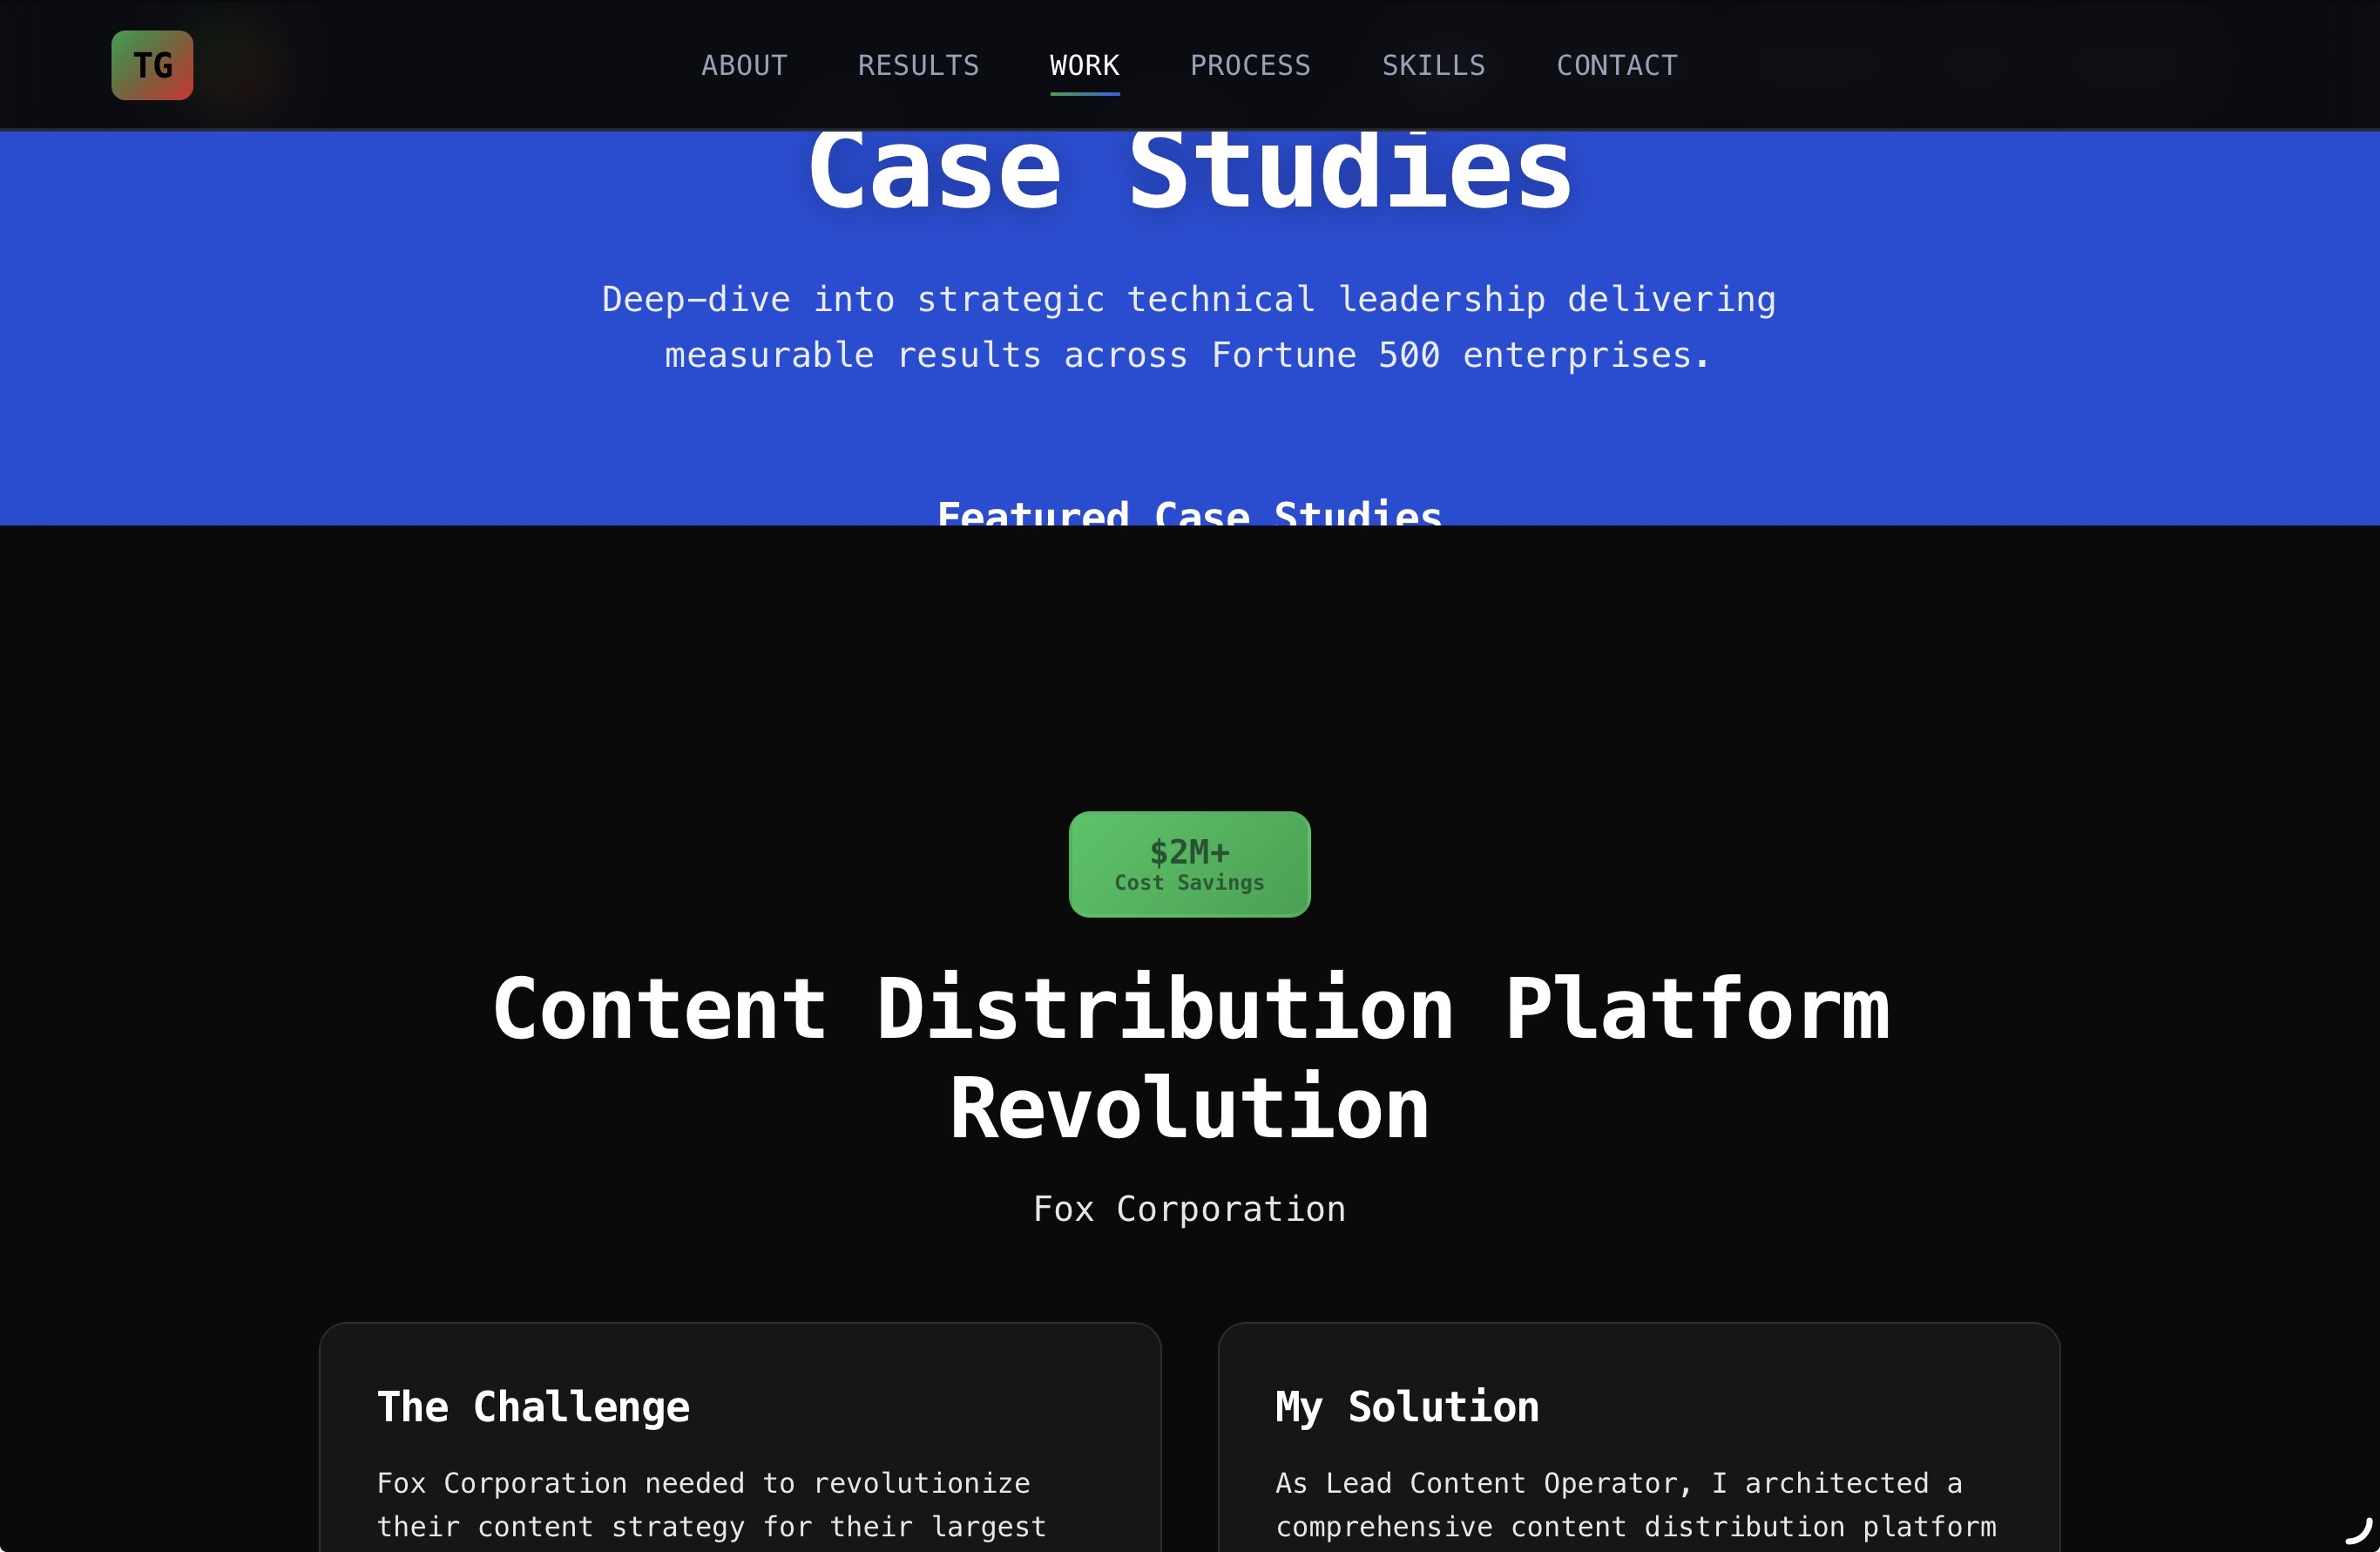 TG
ABOUT RESULTS WORK PROCESS SKILLS CONTACT
Case Studies
Deep-dive into strategic technical leadership delivering
measurable results across Fortune 500 enterprises.
Featured Case Studies
$2M+
Cost Savings
Content Distribution Platform
Revolution
Fox Corporation
The Challenge
Fox Corporation needed to revolutionize
their content strategy for their largest
My Solution
As Lead Content Operator, I architected a
comprehensive content distribution platform